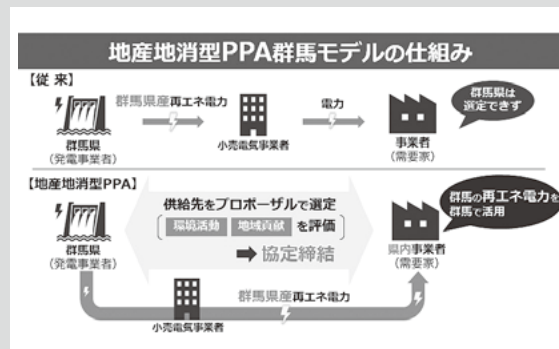 地産地消型PPA群馬モデルの仕組み
【従 来】
群馬県産再エネ電力
電力
群馬県は
選定できず
群馬県
(発電事業者)
小売電気事業者
事業者
(需要家)
【地産地消型PPA】
供給先をプロポーザルで選定
環境活動 地域貢献 を評価
➡ 協定締結
群馬の再エネ電力を
群馬で活用
群馬県
(発電事業者)
県内事業者
(需要家)
群馬県産再エネ電力
小売電気事業者